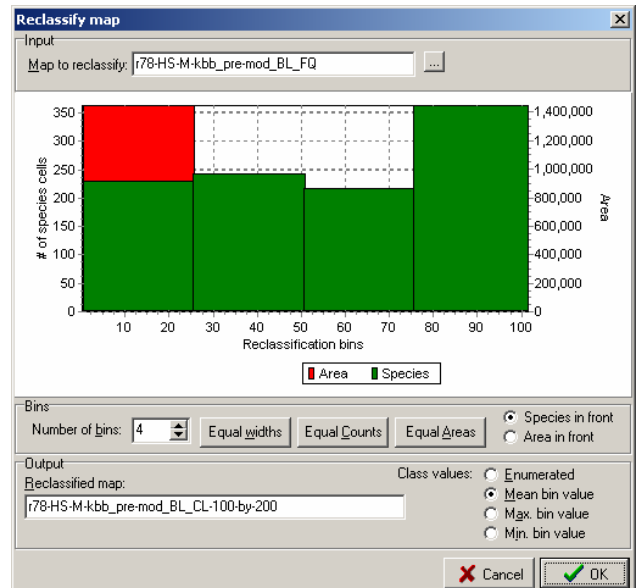 Reclassify map
Input
Map to reclassify: r78-HS-M-kbb_pre-mod_BL_FQ ...
350
300
250
200
150
100
50
0
# of species cells
1,400,000
1,200,000
1,000,000
800,000
600,000
400,000
200,000
0
Area
10 20 30 40 50 60 70 80 90 100
Reclassification bins
Area Species
Bins
Number of bins: 4 Equal widths Equal Counts Equal Areas
Species in front
Area in front
Output
Reclassified map:
r78-HS-M-kbb_pre-mod_BL_CL-100-by-200
Class values: Enumerated
Mean bin value
Max. bin value
Min. bin value
Cancel OK